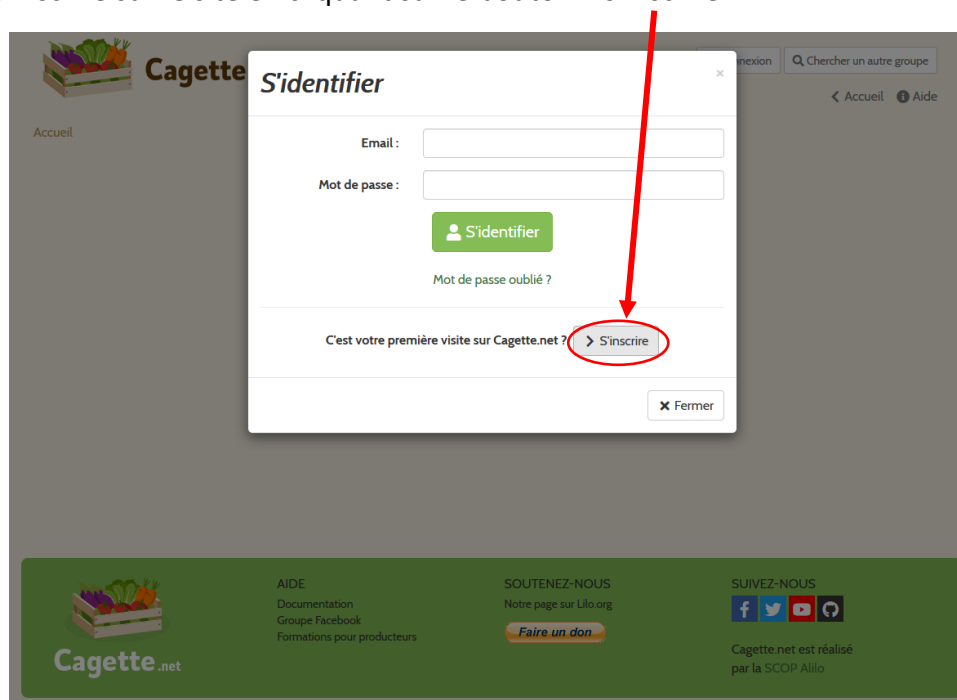 Cagette
nexion
Chercher un autre groupe
Accueil
Aide
Accueil
S'identifier
×
Email :
Mot de passe :
S'identifier
Mot de passe oublié ?
C'est votre première visite sur Cagette.net ?
S'inscrire
Fermer
AIDE
Documentation
Groupe Facebook
Formations pour producteurs
SOUTENEZ-NOUS
Notre page sur Lilo.org
Faire un don
SUIVEZ-NOUS
Cagette.net est réalisé
par la SCOP Alilo
Cagette.net